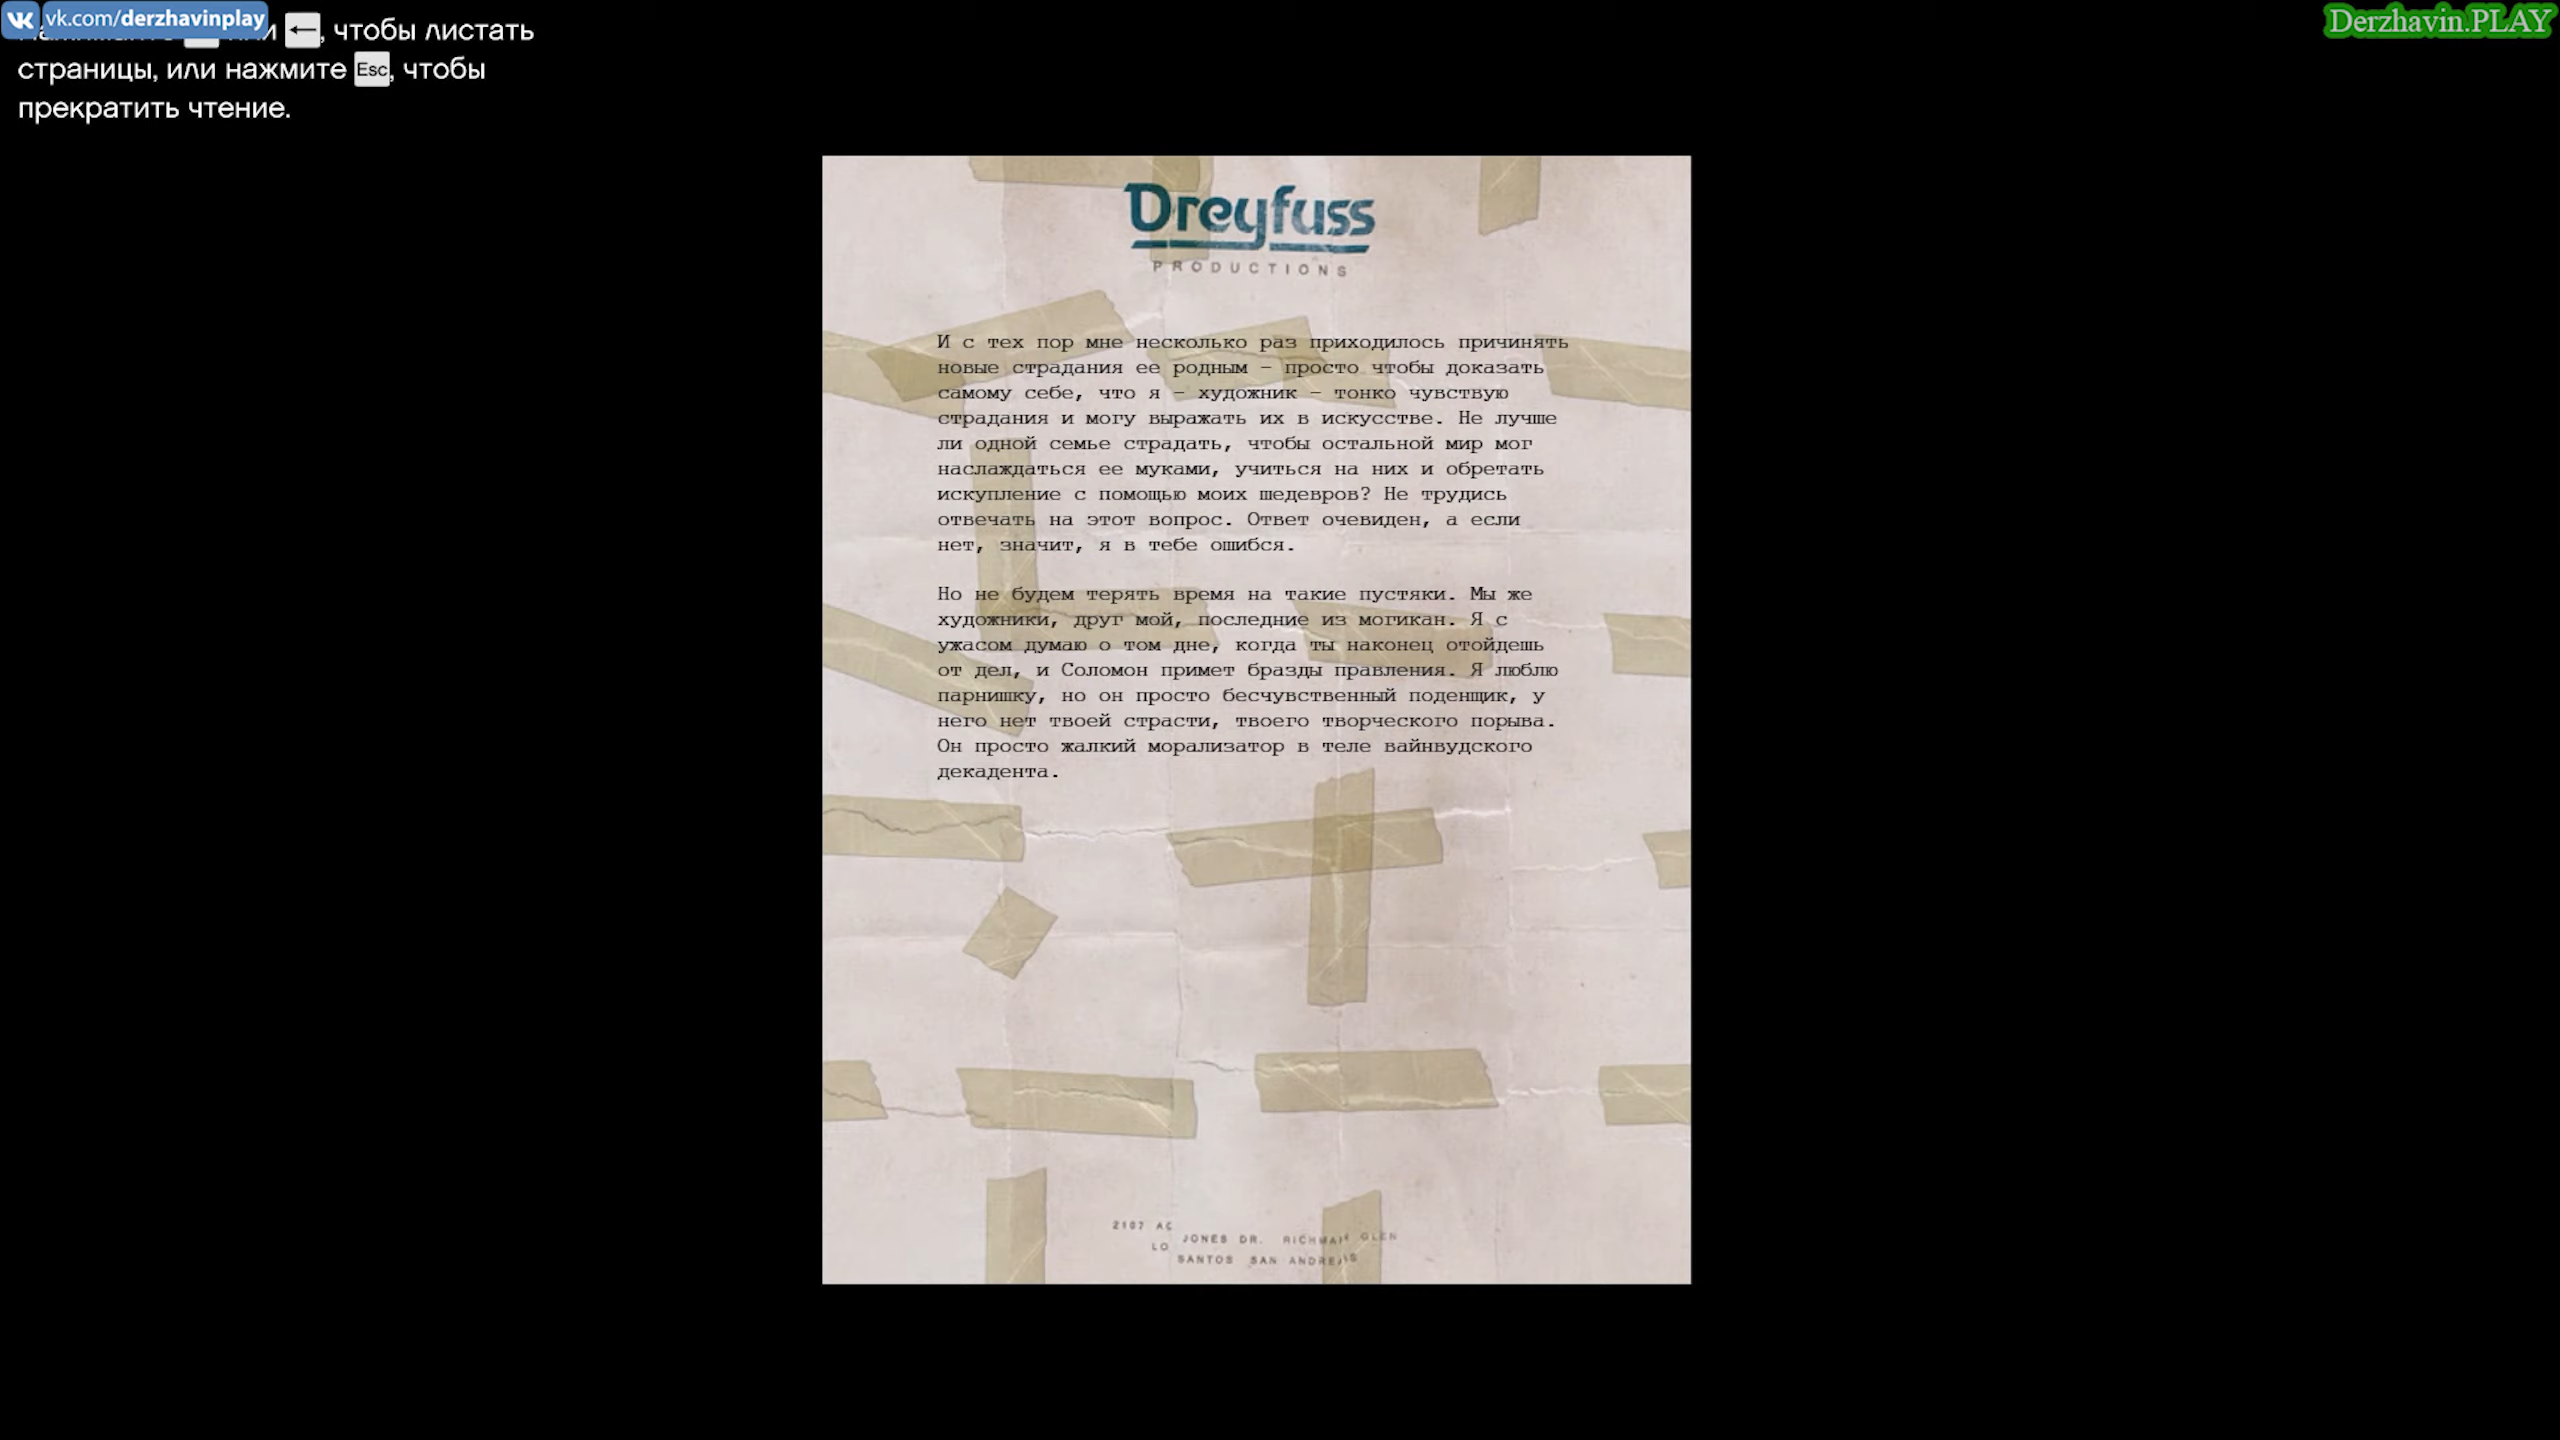 vk.com/derzhavinplay
Derzhavin.PLAY
←, чтобы листать
страницы, или нажмите Esc, чтобы
прекратить чтение.
Dreyfuss
PRODUCTIONS
И с тех пор мне несколько раз приходилось причинять
новые страдания ее родным – просто чтобы доказать
самому себе, что я – художник – тонко чувствую
страдания и могу выражать их в искусстве. Не лучше
ли одной семье страдать, чтобы остальной мир мог
наслаждаться ее муками, учиться на них и обретать
искупление с помощью моих шедевров? Не трудись
отвечать на этот вопрос. Ответ очевиден, а если
нет, значит, я в тебе ошибся.
Но не будем терять время на такие пустяки. Мы же
художники, друг мой, последние из могикан. Я с
ужасом думаю о том дне, когда ты наконец отойдешь
от дел, и Соломон примет бразды правления. Я люблю
парнишку, но он просто бесчувственный поденщик, у
него нет твоей страсти, твоего творческого порыва.
Он просто жалкий морализатор в теле вайнвудского
декадента.
2107 AC
JONES DR. RICHMAN GLEN
LO
SANTOS SAN ANDREAS